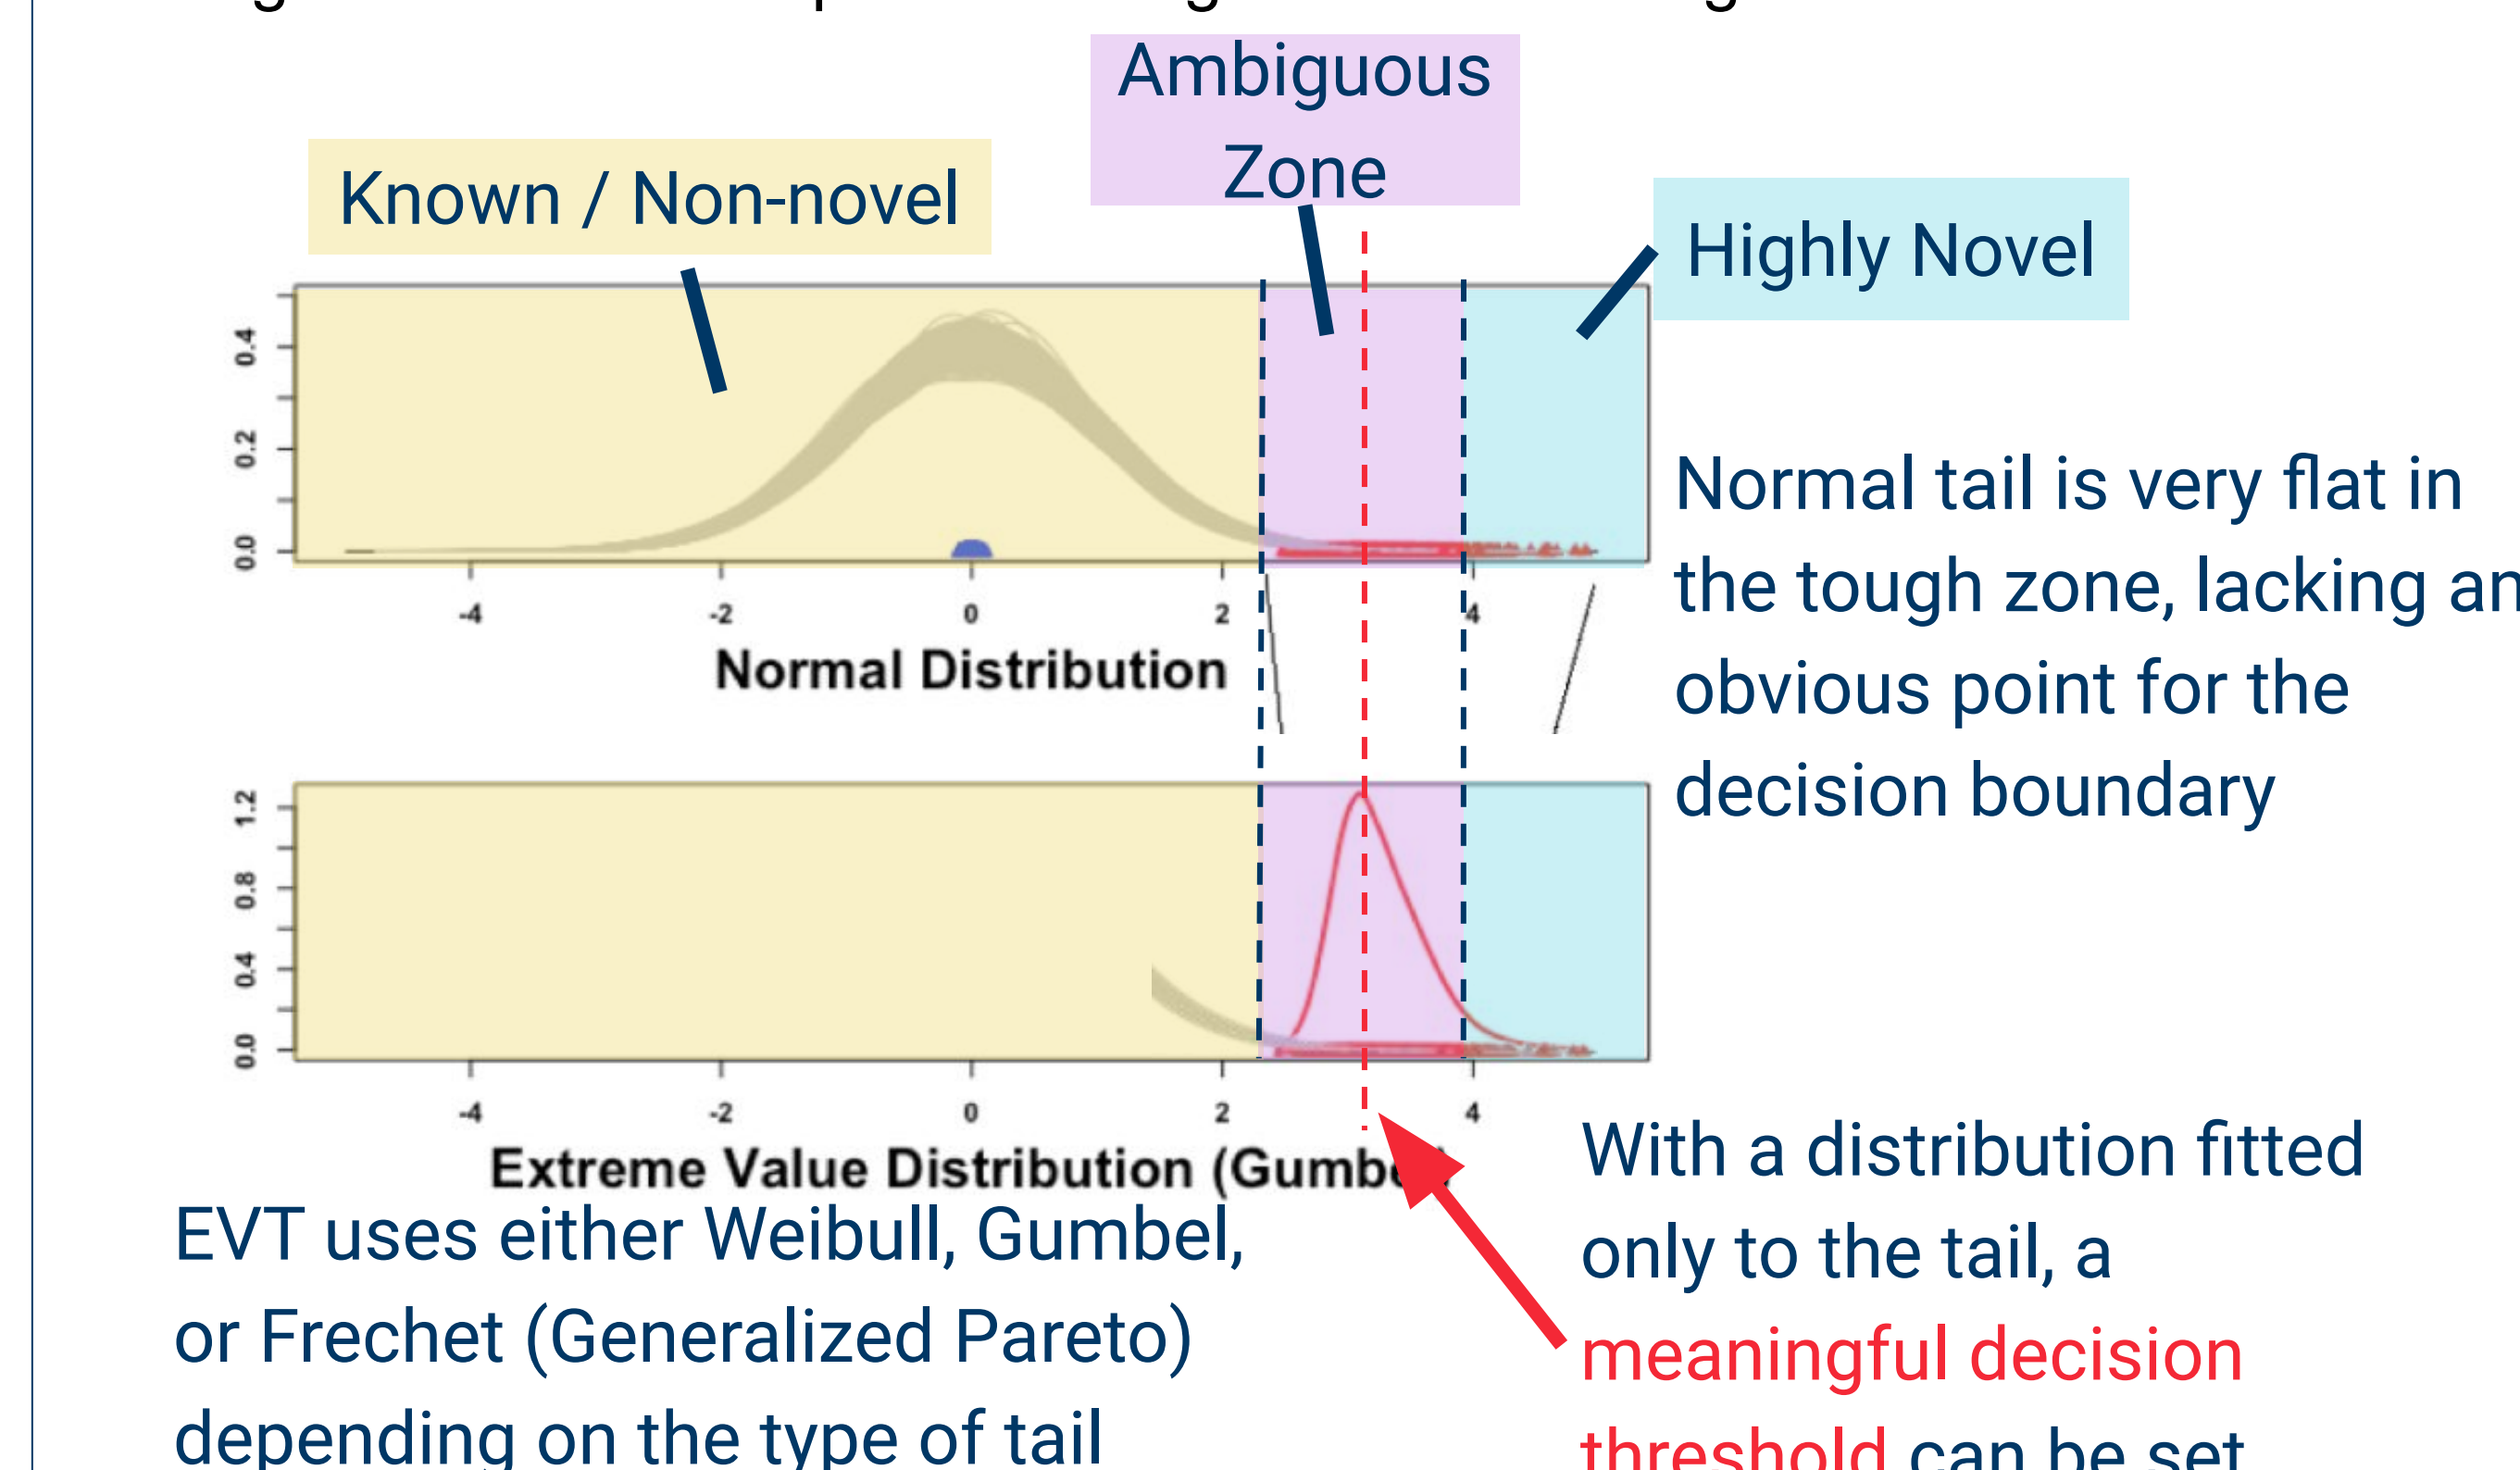 Ambiguous
Zone
Known / Non-novel
Highly Novel
0.4
0.2
0.0
-4
-2
0
2
4
Normal Distribution
Normal tail is very flat in
the tough zone, lacking an
obvious point for the
decision boundary
1.2
0.8
0.4
0.0
-4
-2
0
2
4
Extreme Value Distribution (Gumbel)
EVT uses either Weibull, Gumbel,
or Frechet (Generalized Pareto)
depending on the type of tail
With a distribution fitted
only to the tail, a
meaningful decision
threshold can be set